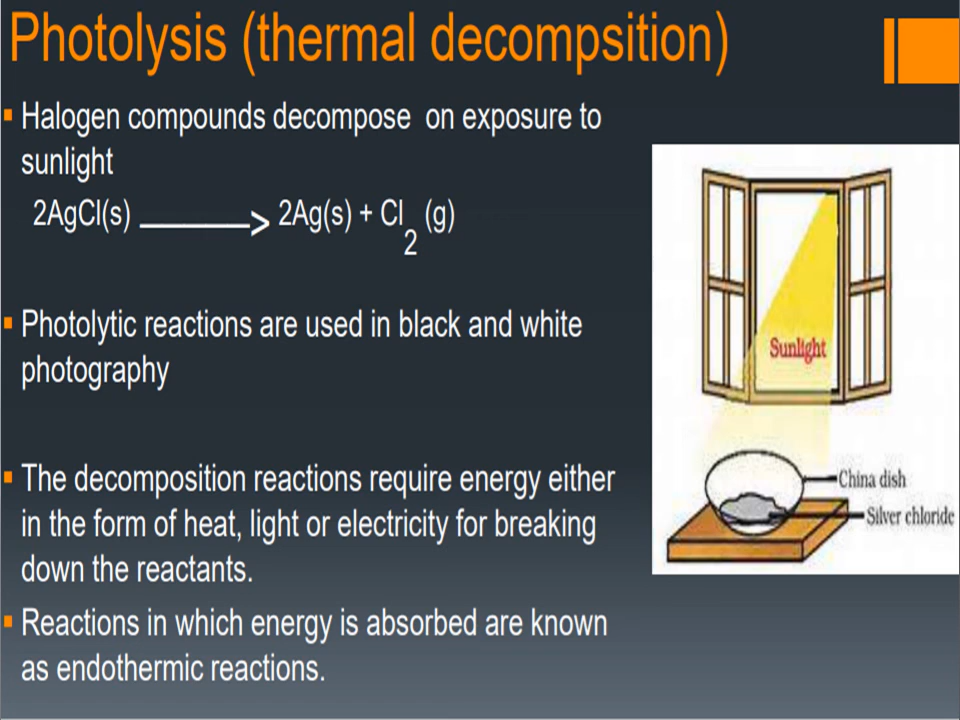 Photolysis (thermal decompsition)
▪ Halogen compounds decompose on exposure to
sunlight
2AgCl(s) ———> 2Ag(s) + Cl2 (g)
▪ Photolytic reactions are used in black and white
photography
▪ The decomposition reactions require energy either
in the form of heat, light or electricity for breaking
down the reactants.
▪ Reactions in which energy is absorbed are known
as endothermic reactions.
Sunlight
China dish
Silver chloride